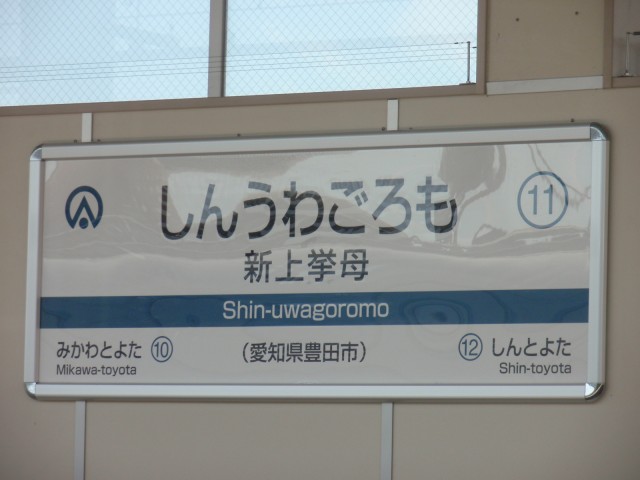 しんうわごろも
11
新上挙母
Shin-uwagoromo
みかわとよた 10
Mikawa-toyota
(愛知県豊田市)
12 しんとよた
Shin-toyota